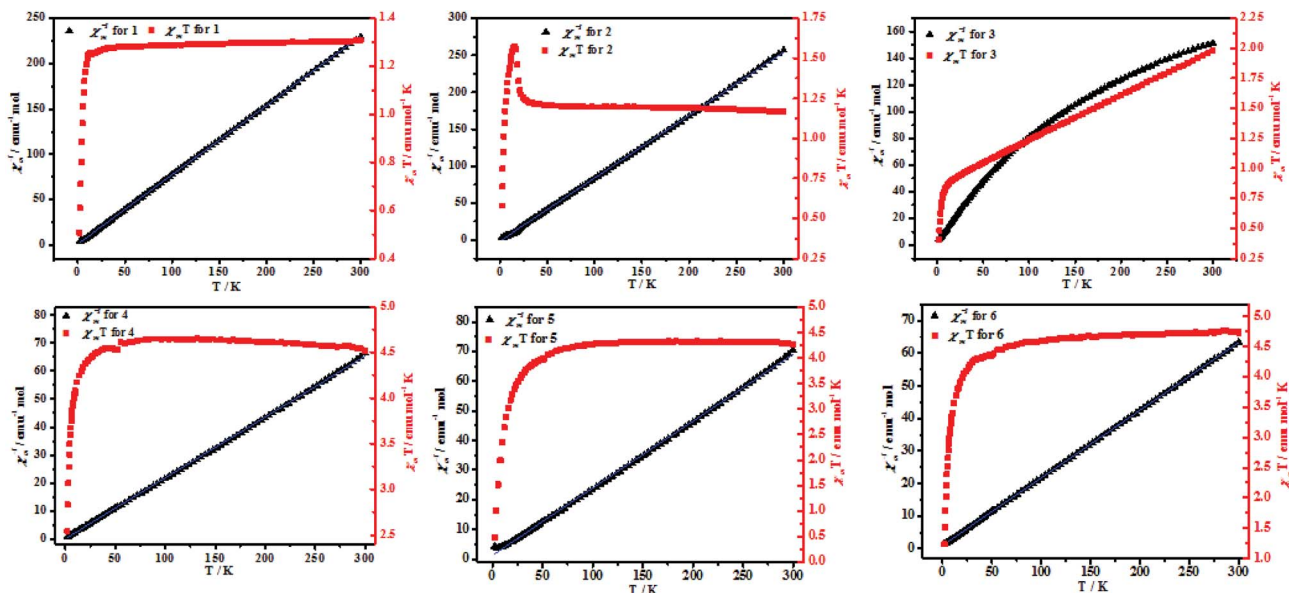 χₘ⁻¹ for 1 χₘT for 1
χₘ⁻¹ / emu⁻¹ mol
250
200
150
100
50
0
0 50 100 150 200 250 300
T / K
1.4
1.2
1.0
0.8
0.6
0.4
χₘT / emu mol⁻¹ K
χₘ⁻¹ for 2
χₘT for 2
χₘ⁻¹ / emu⁻¹ mol
300
250
200
150
100
50
0
0 50 100 150 200 250 300
T / K
1.75
1.50
1.25
1.00
0.75
0.50
0.25
χₘT / emu mol⁻¹ K
χₘ⁻¹ for 3
χₘT for 3
χₘ⁻¹ / emu⁻¹ mol
160
140
120
100
80
60
40
20
0
0 50 100 150 200 250 300
T / K
2.25
2.00
1.75
1.50
1.25
1.00
0.75
0.50
0.25
χₘT / emu mol⁻¹ K
χₘ⁻¹ for 4
χₘT for 4
χₘ⁻¹ / emu⁻¹ mol
80
70
60
50
40
30
20
10
0
0 50 100 150 200 250 300
T / K
5.0
4.5
4.0
3.5
3.0
2.5
χₘT / emu mol⁻¹ K
χₘ⁻¹ for 5
χₘT for 5
χₘ⁻¹ / emu⁻¹ mol
80
70
60
50
40
30
20
10
0
0 50 100 150 200 250 300
T / K
5.0
4.5
4.0
3.5
3.0
2.5
2.0
1.5
1.0
0.5
0.0
χₘT / emu mol⁻¹ K
χₘ⁻¹ for 6
χₘT for 6
χₘ⁻¹ / emu⁻¹ mol
70
60
50
40
30
20
10
0
0 50 100 150 200 250 300
T / K
5.0
4.5
4.0
3.5
3.0
2.5
2.0
1.5
1.0
χₘT / emu mol⁻¹ K